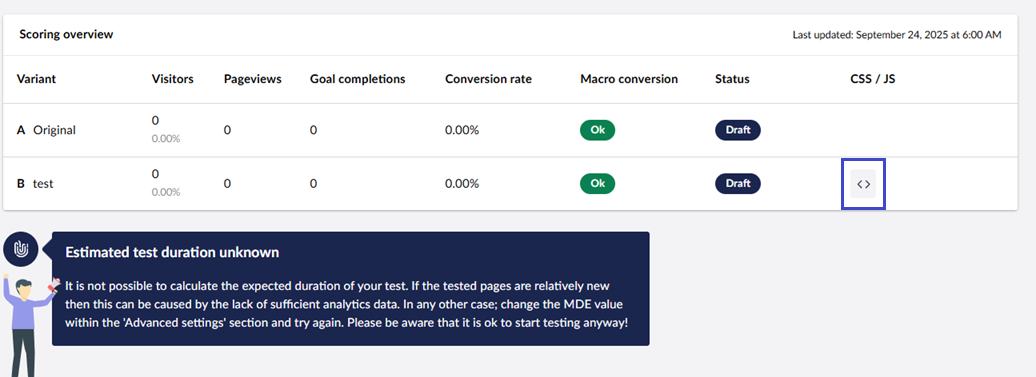 Scoring overview
Last updated: September 24, 2025 at 6:00 AM
Variant Visitors Pageviews Goal completions Conversion rate Macro conversion Status CSS / JS
A Original 0 0 0 0.00% Ok Draft
0.00%
B test 0 0 0 0.00% Ok Draft <>
0.00%
Estimated test duration unknown
It is not possible to calculate the expected duration of your test. If the tested pages are relatively new
then this can be caused by the lack of sufficient analytics data. In any other case; change the MDE value
within the 'Advanced settings' section and try again. Please be aware that it is ok to start testing anyway!